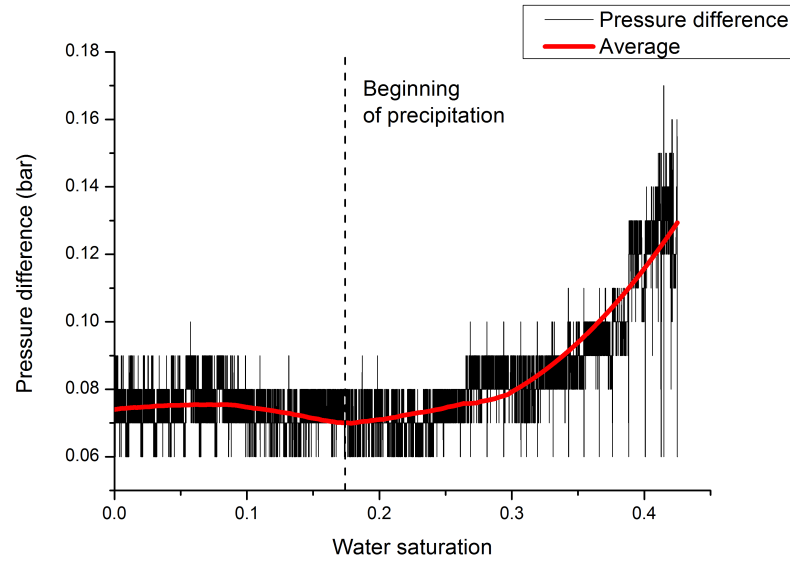 Pressure difference
Average
0.18
0.16
0.14
0.12
0.10
0.08
0.06
Pressure difference (bar)
Beginning
of precipitation
0.0
0.1
0.2
0.3
0.4
Water saturation